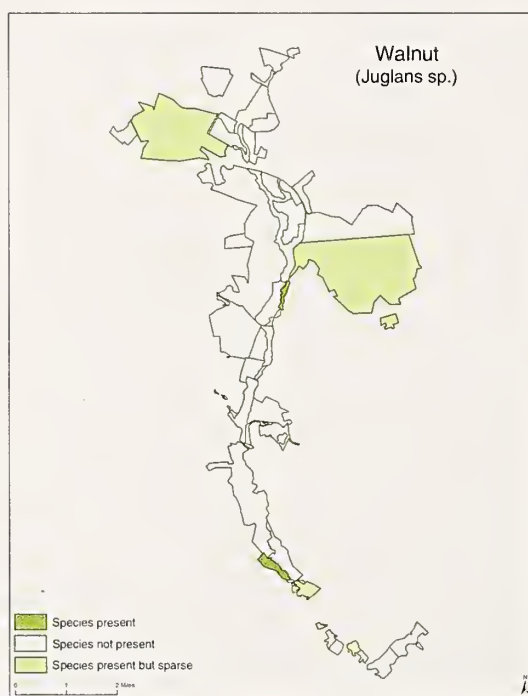 Walnut
(Juglans sp.)
Species present
Species not present
Species present but sparse
0 1 2 Miles